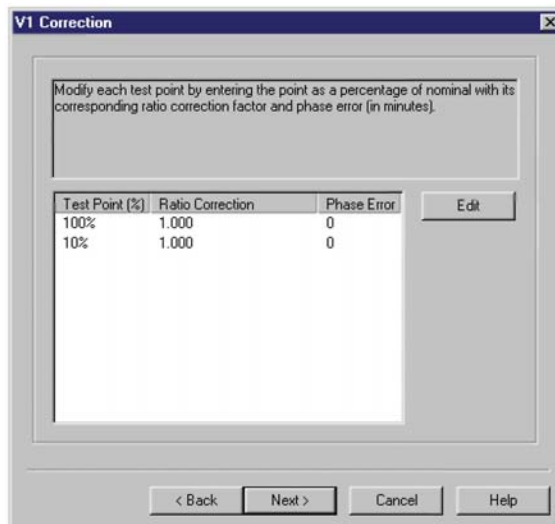 V1 Correction
Modify each test point by entering the point as a percentage of nominal with its
corresponding ratio correction factor and phase error (in minutes).
Test Point (%) Ratio Correction Phase Error
100% 1.000 0
10% 1.000 0
Edit
< Back Next > Cancel Help